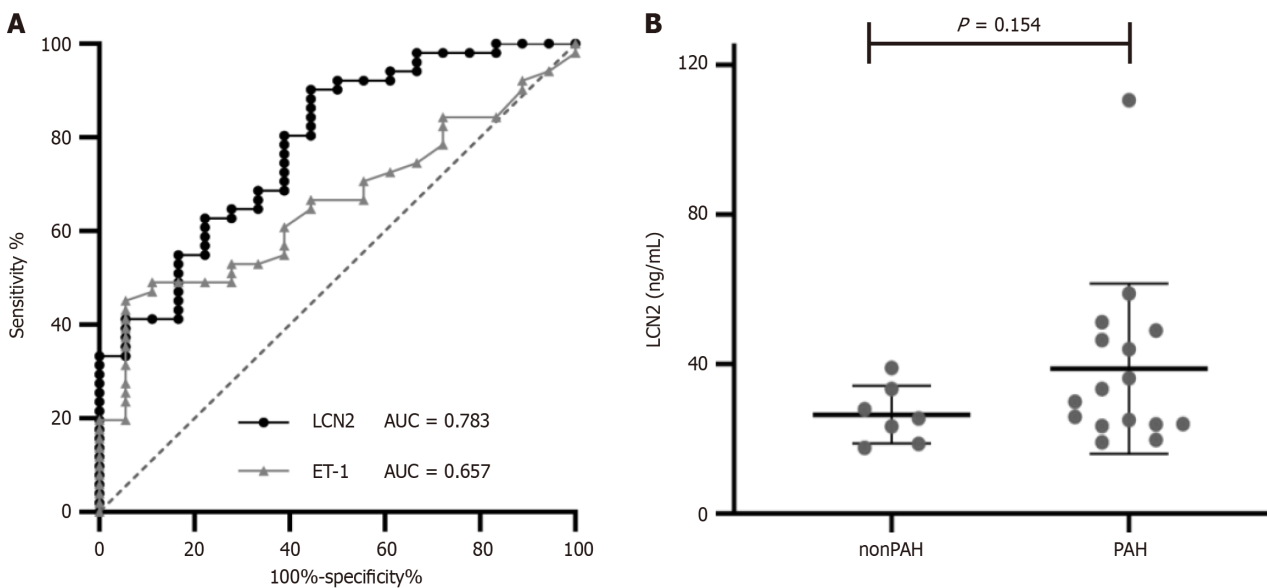 A
Sensitivity %
100
80
60
40
20
0
0 20 40 60 80 100
100%-specificity%
LCN2 AUC = 0.783
ET-1 AUC = 0.657
B
P = 0.154
LCN2 (ng/mL)
120
80
40
0
nonPAH PAH